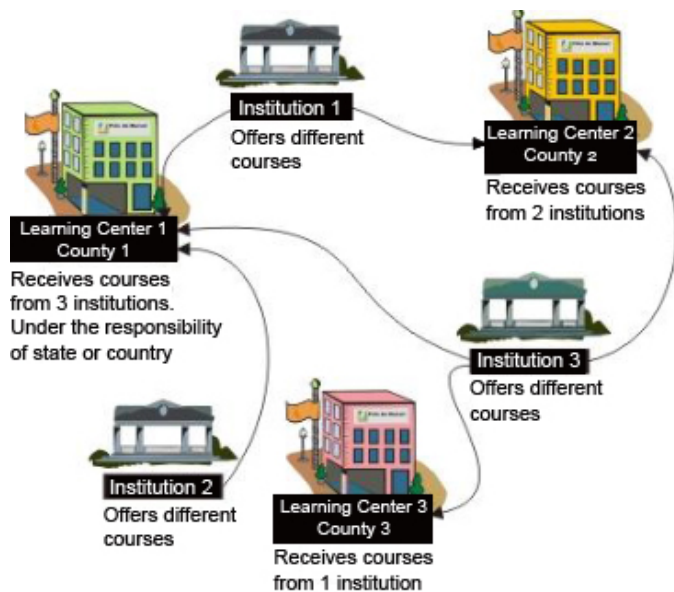 Institution 1
Offers different
courses
Learning Center 2
County 2
Receives courses
from 2 institutions
Learning Center 1
County 1
Receives courses
from 3 institutions.
Under the responsibility
of state or country
Institution 3
Offers different
courses
Institution 2
Offers different
courses
Learning Center 3
County 3
Receives courses
from 1 institution